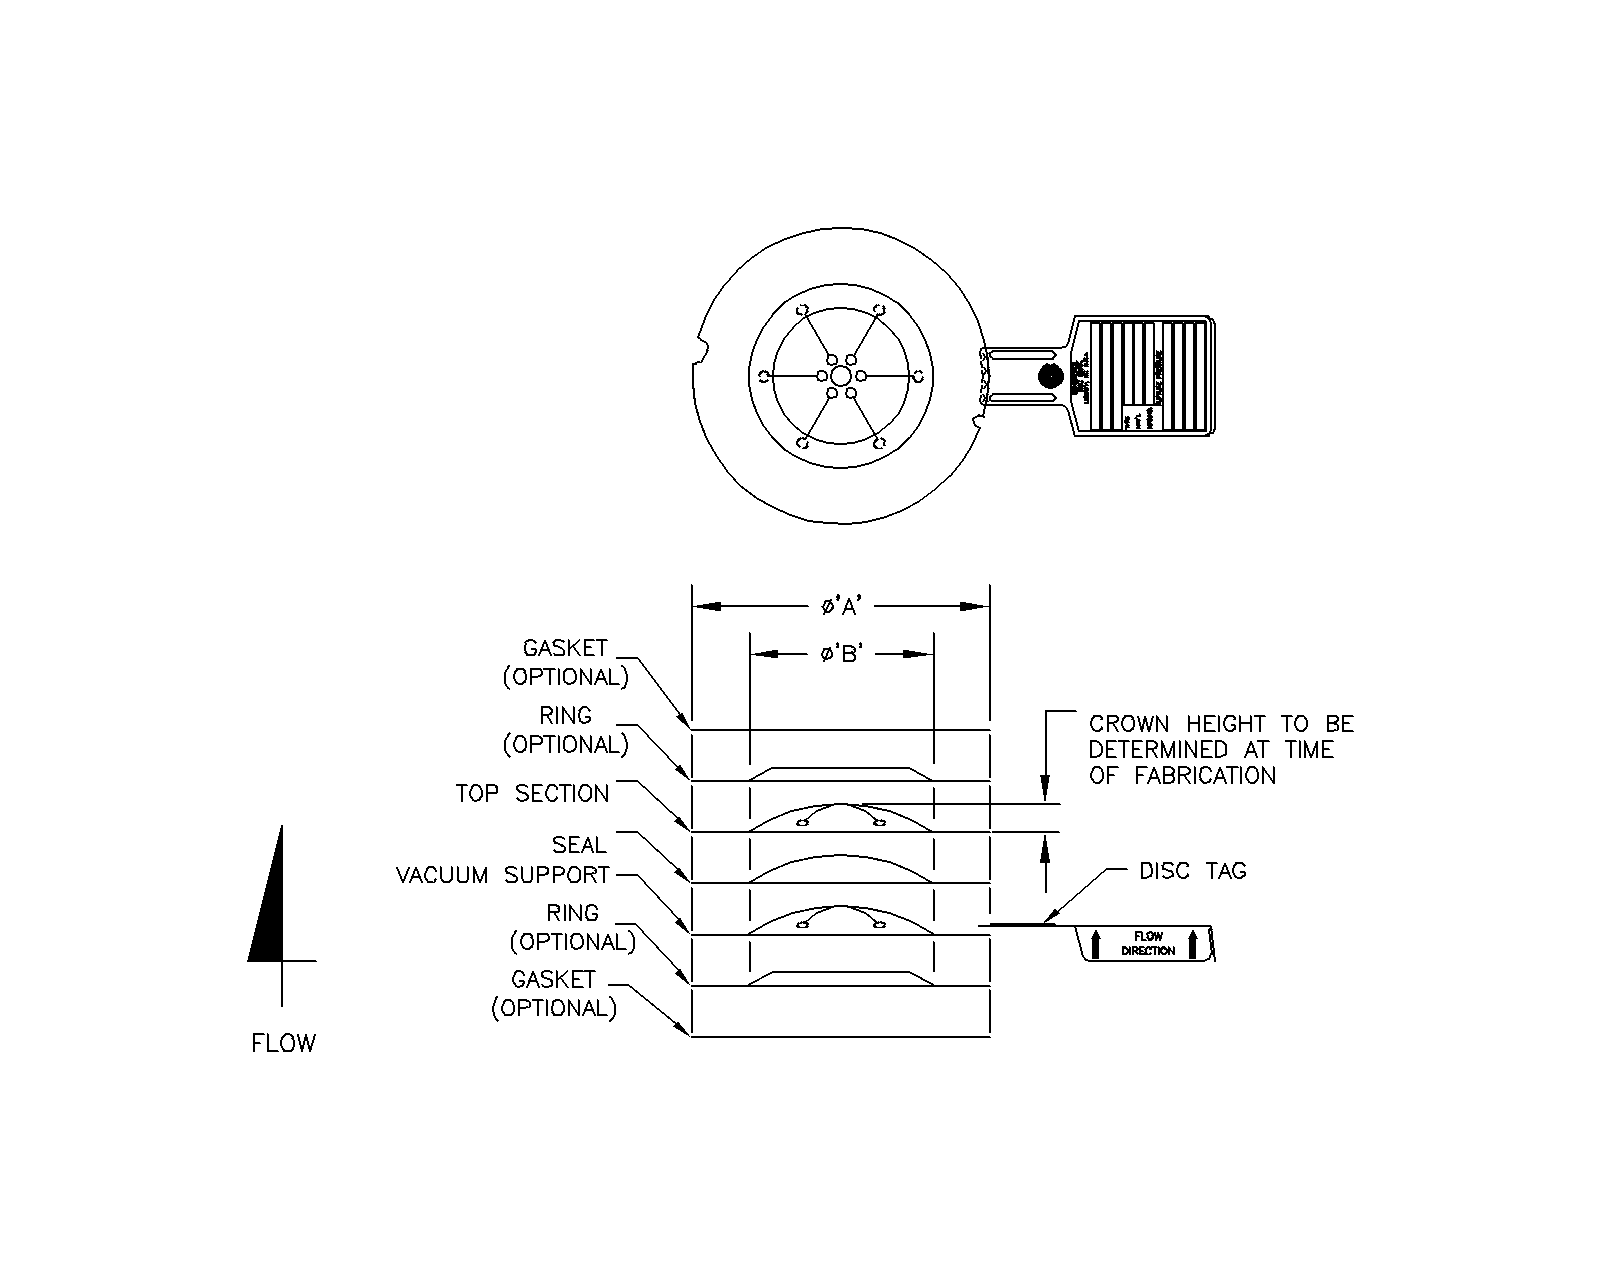 ø'A'
ø'B'
GASKET
(OPTIONAL)
RING
(OPTIONAL)
TOP SECTION
SEAL
VACUUM SUPPORT
RING
(OPTIONAL)
GASKET
(OPTIONAL)
CROWN HEIGHT TO BE
DETERMINED AT TIME
OF FABRICATION
DISC TAG
FLOW
DIRECTION
FLOW